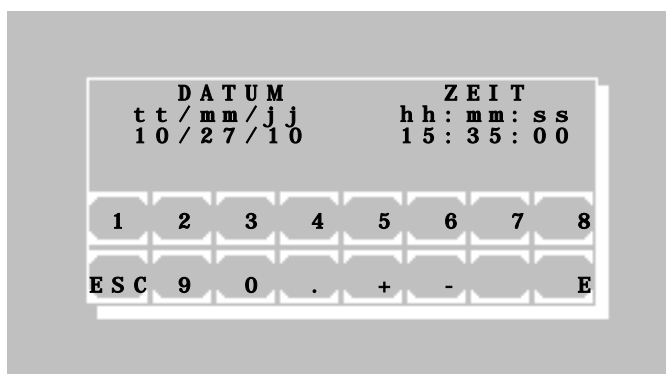 DATUM ZEIT
tt/mm/jj hh:mm:ss
10/27/10 15:35:00
1 2 3 4 5 6 7 8
ESC 9 0 . + - E